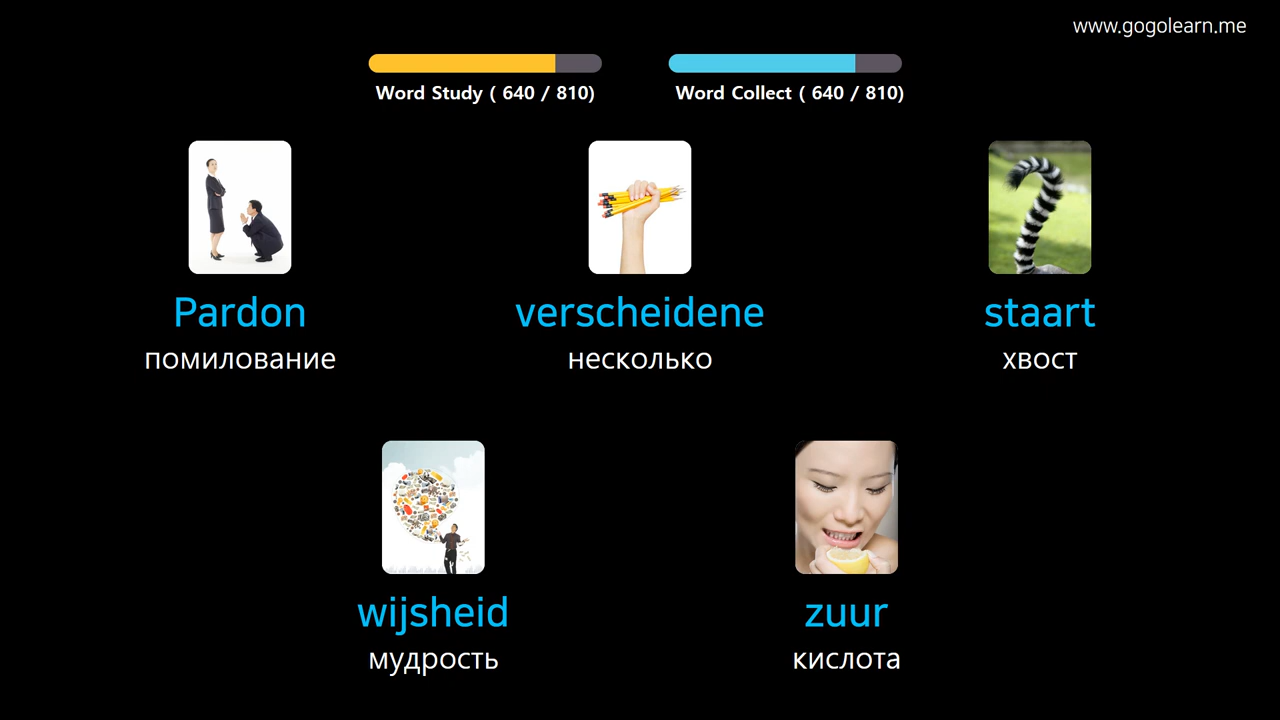 www.gogolearn.me
Word Study ( 640 / 810)
Word Collect ( 640 / 810)
Pardon
помилование
verscheidene
несколько
staart
хвост
wijsheid
мудрость
zuur
кислота